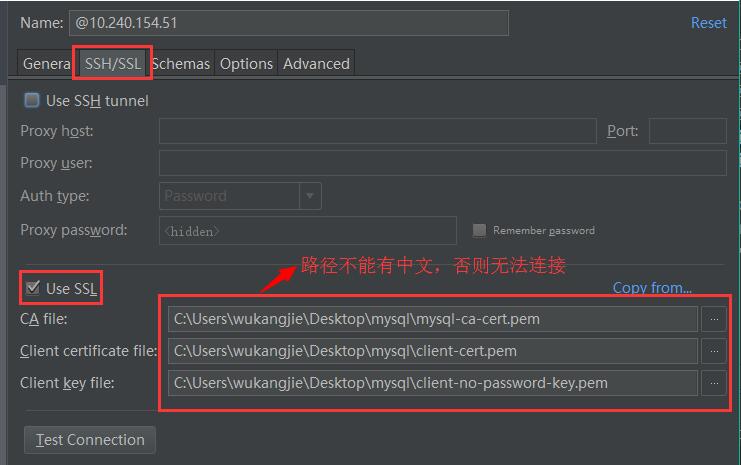 Name: @10.240.154.51 Reset
Genera SSH/SSL Schemas Options Advanced
Use SSH tunnel
Proxy host: Port:
Proxy user:
Auth type: Password
Proxy password: <hidden> Remember password
路径不能有中文，否则无法连接
Use SSL Copy from...
CA file: C:\Users\wukangjie\Desktop\mysql\mysql-ca-cert.pem ...
Client certificate file: C:\Users\wukangjie\Desktop\mysql\client-cert.pem ...
Client key file: C:\Users\wukangjie\Desktop\mysql\client-no-password-key.pem ...
Test Connection